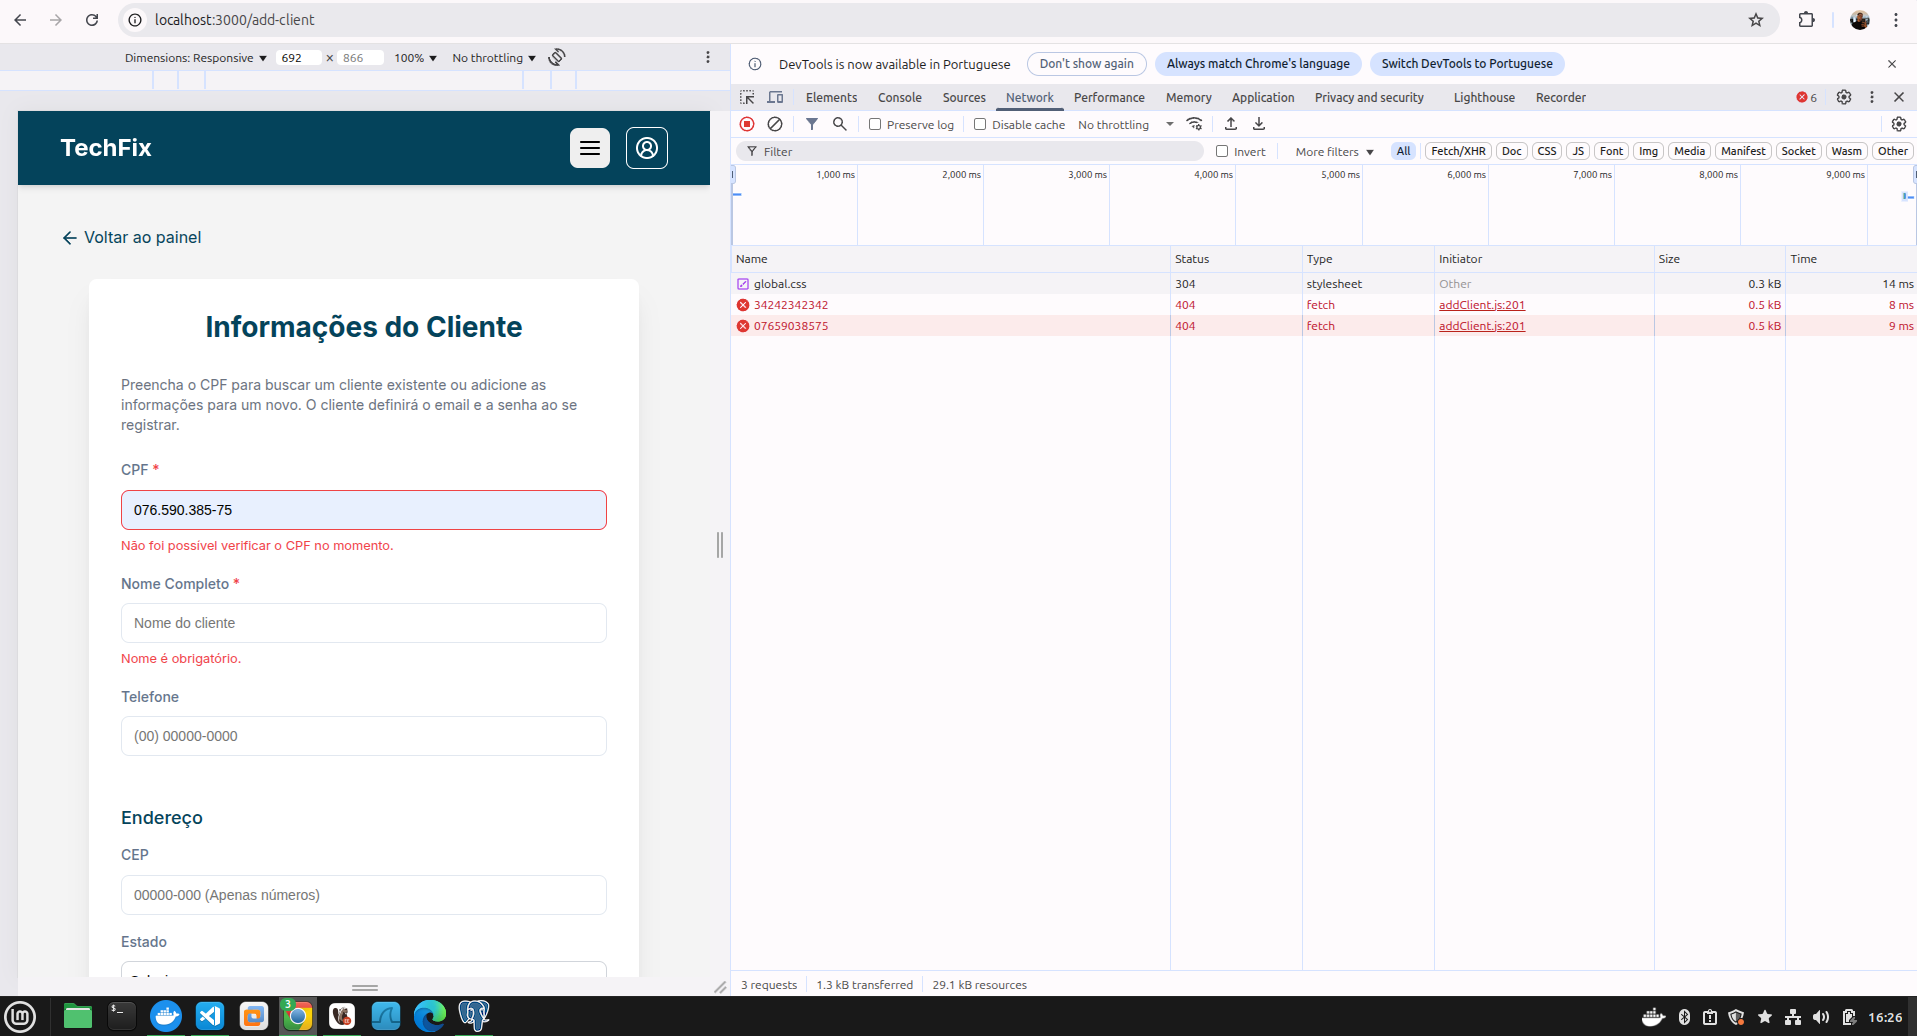 localhost:3000/add-client
Dimensions: Responsive 692 × 866 100% No throttling
DevTools is now available in Portuguese Don't show again Always match Chrome's language Switch DevTools to Portuguese
Elements Console Sources Network Performance Memory Application Privacy and security Lighthouse Recorder 6
Preserve log Disable cache No throttling
Filter Invert More filters All Fetch/XHR Doc CSS JS Font Img Media Manifest Socket Wasm Other
1,000 ms 2,000 ms 3,000 ms 4,000 ms 5,000 ms 6,000 ms 7,000 ms 8,000 ms 9,000 ms
Name Status Type Initiator Size Time
global.css 304 stylesheet Other 0.3 kB 14 ms
34242342342 404 fetch addClient.js:201 0.5 kB 8 ms
07659038575 404 fetch addClient.js:201 0.5 kB 9 ms
3 requests 1.3 kB transferred 29.1 kB resources
TechFix
Voltar ao painel
Informações do Cliente
Preencha o CPF para buscar um cliente existente ou adicione as
informações para um novo. O cliente definirá o email e a senha ao se
registrar.
CPF *
076.590.385-75
Não foi possível verificar o CPF no momento.
Nome Completo *
Nome do cliente
Nome é obrigatório.
Telefone
(00) 00000-0000
Endereço
CEP
00000-000 (Apenas números)
Estado
3
16:26